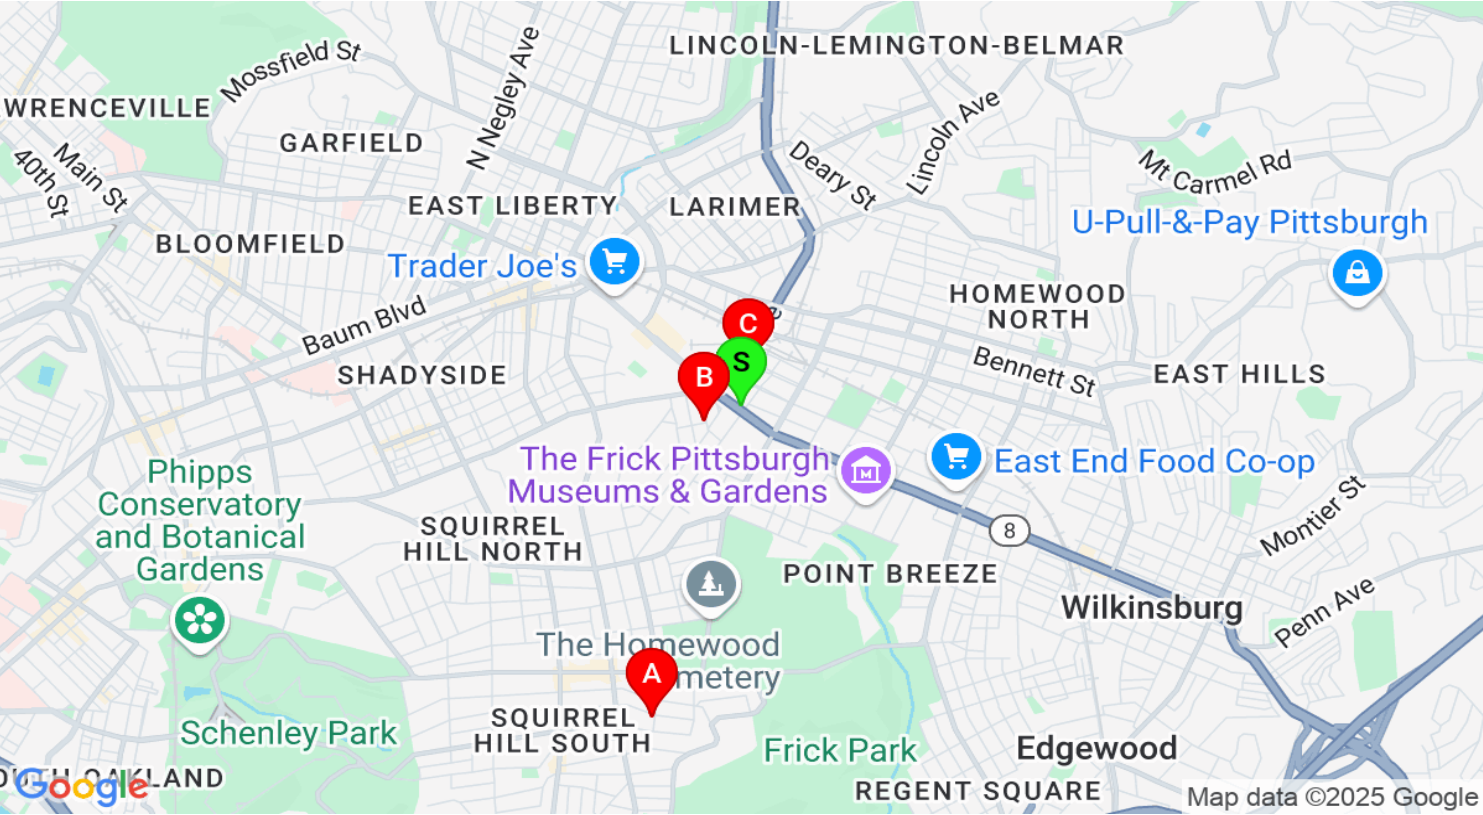 LINCOLN-LEMINGTON-BELMAR
Mossfield St
N Negley Ave
WRENCEVILLE
GARFIELD
Lincoln Ave
Main St
40th St
Deary St
Mt Carmel Rd
EAST LIBERTY
LARIMER
U-Pull-&-Pay Pittsburgh
BLOOMFIELD
Trader Joe's
HOMEWOOD
NORTH
Baum Blvd
C
e
S
B
SHADYSIDE
Bennett St
EAST HILLS
The Frick Pittsburgh
Museums & Gardens
East End Food Co-op
Phipps
Conservatory
and Botanical
Gardens
SQUIRREL
HILL NORTH
8
Montier St
POINT BREEZE
Wilkinsburg
Penn Ave
The Homewood
metery
A
SQUIRREL
HILL SOUTH
Schenley Park
Frick Park
Edgewood
OUTH OAKLAND
Google
REGENT SQUARE
Map data ©2025 Google